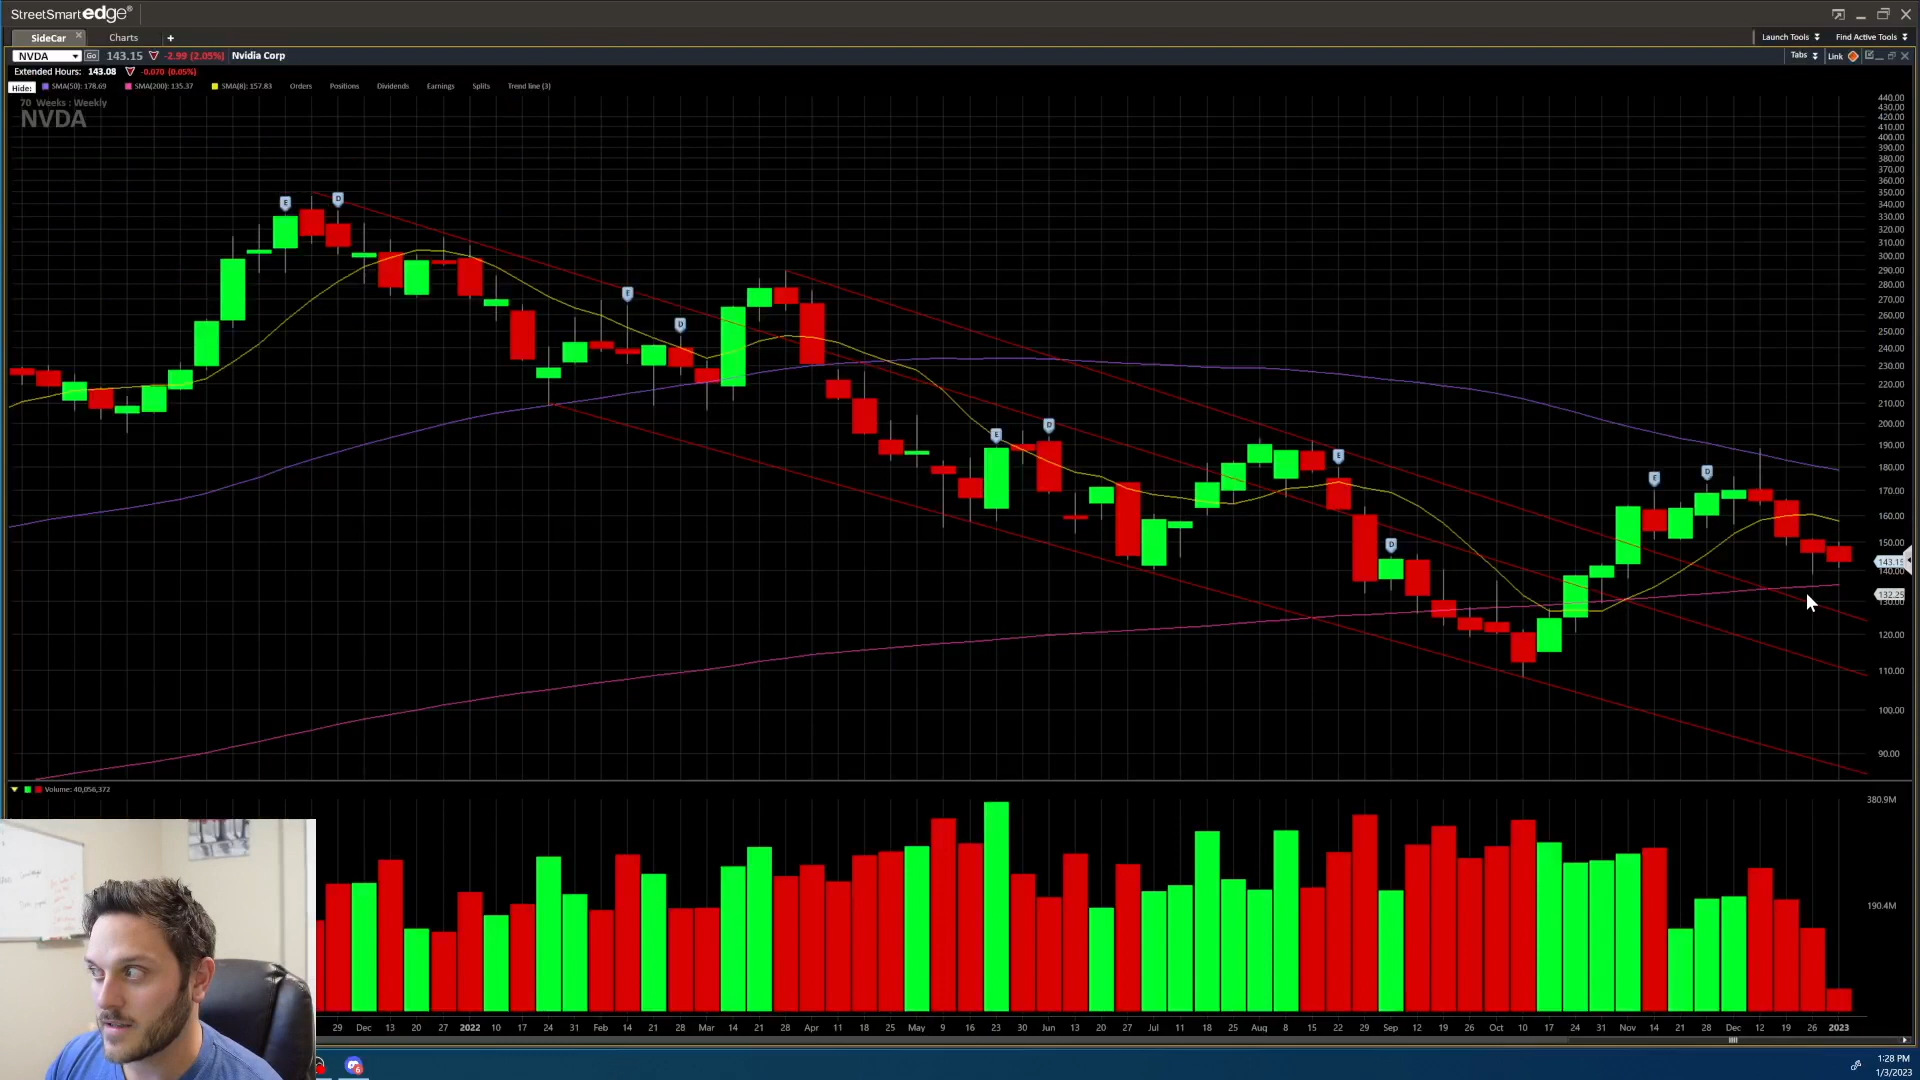 StreetSmartedge®
SideCar
Charts
+
Launch Tools
Find Active Tools
NVDA
Go
143.15
-2.99 (2.05%)
Nvidia Corp
Tabs
Link
Extended Hours: 143.08 -0.070 (0.05%)
Hide:
SMA(50): 178.69
SMA(200): 135.37
SMA(8): 157.83
Orders
Positions
Dividends
Earnings
Splits
Trend line (3)
70 Weeks : Weekly
NVDA
440.00
430.00
420.00
410.00
400.00
390.00
380.00
370.00
360.00
350.00
340.00
330.00
320.00
310.00
300.00
290.00
280.00
270.00
260.00
250.00
240.00
230.00
220.00
210.00
200.00
190.00
180.00
170.00
160.00
150.00
143.15
140.00
132.25
130.00
120.00
110.00
100.00
90.00
E
D
E
D
E
D
E
D
E
D
Volume: 40,056,372
380.9M
190.4M
29 Dec 13 20 27 2022 10 17 24 31 Feb 14 21 28 Mar 14 21 28 Apr 11 18 25 May 9 16 23 30 Jun 13 20 27 Jul 11 18 25 Aug 8 15 22 29 Sep 12 19 26 Oct 10 17 24 31 Nov 14 21 28 Dec 12 19 26 2023
6
1:28 PM
1/3/2023